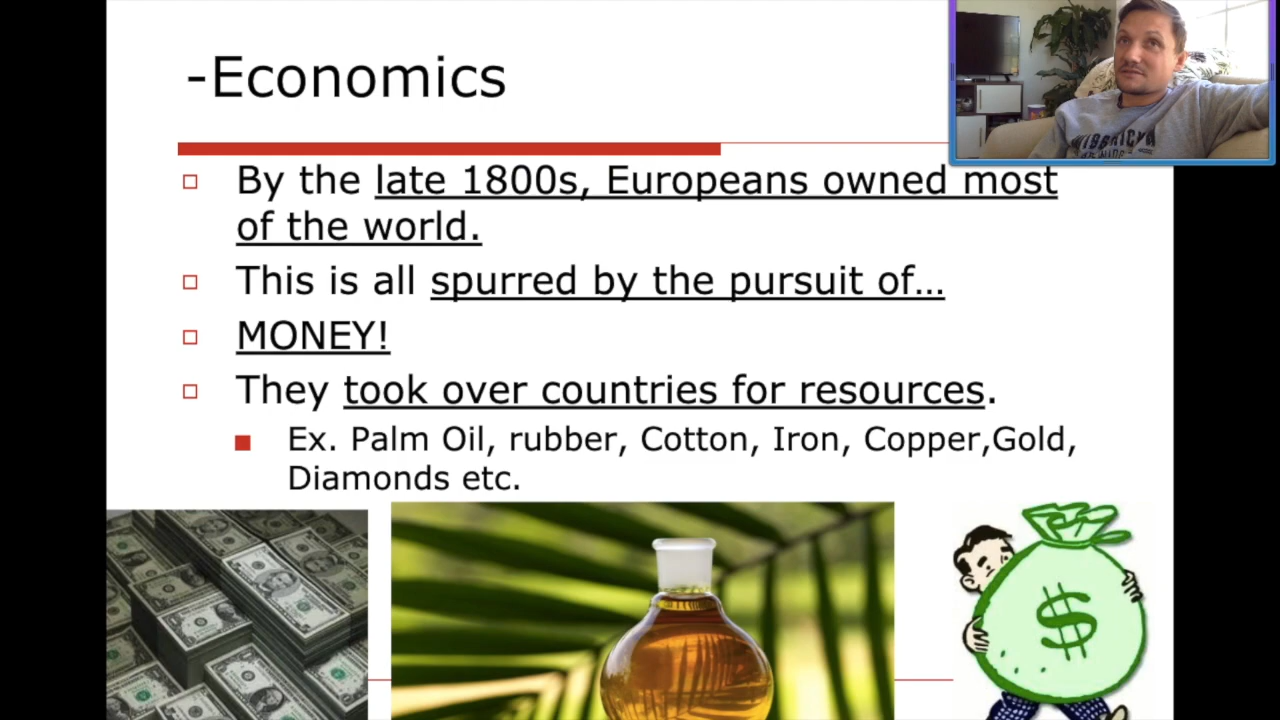 -Economics
By the late 1800s, Europeans owned most
of the world.
This is all spurred by the pursuit of…
MONEY!
They took over countries for resources.
Ex. Palm Oil, rubber, Cotton, Iron, Copper,Gold,
Diamonds etc.
$